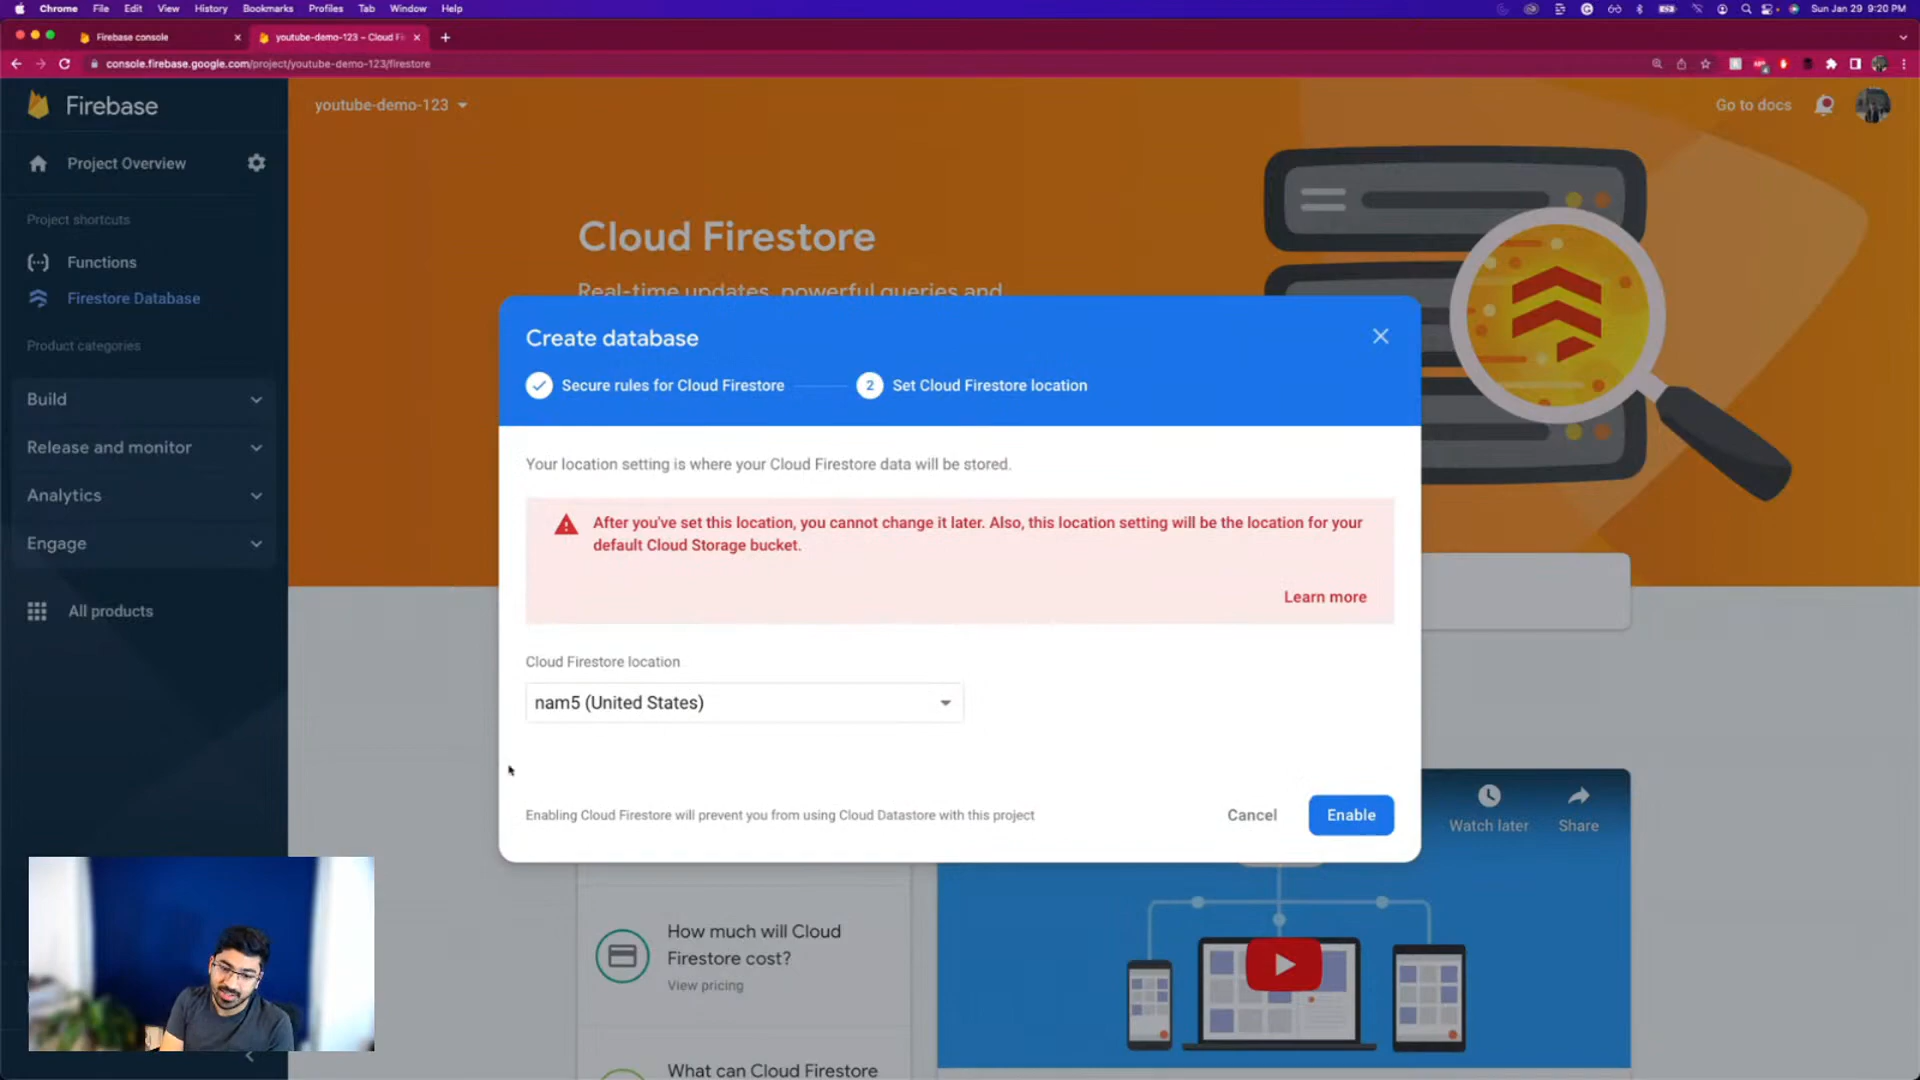 Chrome File Edit View History Bookmarks Profiles Tab Window Help
Sun Jan 29 9:20 PM
Firebase console
youtube-demo-123 – Cloud Fi
console.firebase.google.com/project/youtube-demo-123/firestore
Firebase
youtube-demo-123
Go to docs
Project Overview
Project shortcuts
Functions
Firestore Database
Product categories
Build
Release and monitor
Analytics
Engage
All products
Cloud Firestore
Real-time updates, powerful queries and
Create database
Secure rules for Cloud Firestore
2 Set Cloud Firestore location
Your location setting is where your Cloud Firestore data will be stored.
After you've set this location, you cannot change it later. Also, this location setting will be the location for your
default Cloud Storage bucket.
Learn more
Cloud Firestore location
nam5 (United States)
Enabling Cloud Firestore will prevent you from using Cloud Datastore with this project
Cancel
Enable
Watch later
Share
How much will Cloud
Firestore cost?
View pricing
What can Cloud Firestore